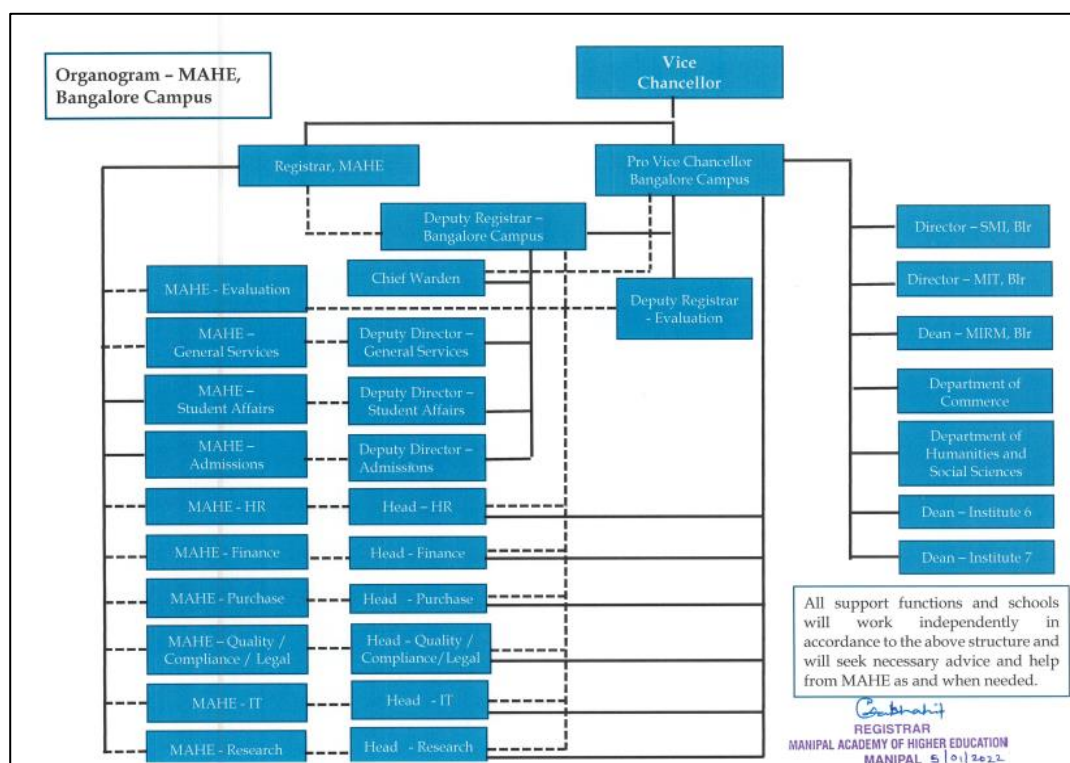 Organogram – MAHE,
Bangalore Campus
Vice
Chancellor
Registrar, MAHE
Pro Vice Chancellor
Bangalore Campus
Deputy Registrar –
Bangalore Campus
Chief Warden
Deputy Registrar
- Evaluation
MAHE - Evaluation
MAHE –
General Services
Deputy Director –
General Services
MAHE –
Student Affairs
Deputy Director –
Student Affairs
MAHE –
Admissions
Deputy Director –
Admissions
MAHE - HR
Head – HR
MAHE - Finance
Head - Finance
MAHE - Purchase
Head - Purchase
MAHE – Quality /
Compliance / Legal
Head - Quality /
Compliance/Legal
MAHE - IT
Head - IT
MAHE - Research
Head - Research
Director – SMI, Blr
Director – MIT, Blr
Dean – MIRM, Blr
Department of
Commerce
Department of
Humanities and
Social Sciences
Dean – Institute 6
Dean – Institute 7
All support functions and schools
will work independently in
accordance to the above structure and
will seek necessary advice and help
from MAHE as and when needed.
REGISTRAR
MANIPAL ACADEMY OF HIGHER EDUCATION
MANIPAL 5/01/2022